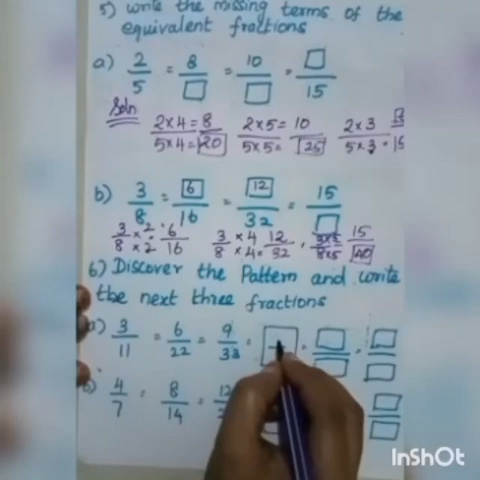 5) write the missing terms of the
equivalent fractions
a) 2/5 = 8/□ = 10/□ = □/15
Soln
2×4=8/5×4=20 2×5=10/5×5=25 2×3/5×3=15
b) 3/8 = 6/16 = 12/32 = 15/□
3×2/8×2=6/16 3×4/8×4=12/32, 15/40
6) Discover the Pattern and write
the next three fractions
a) 3/11 = 6/22 = 9/33 = □ = □/□ = □/□
4/7 = 8/14 = □/□
InShOt